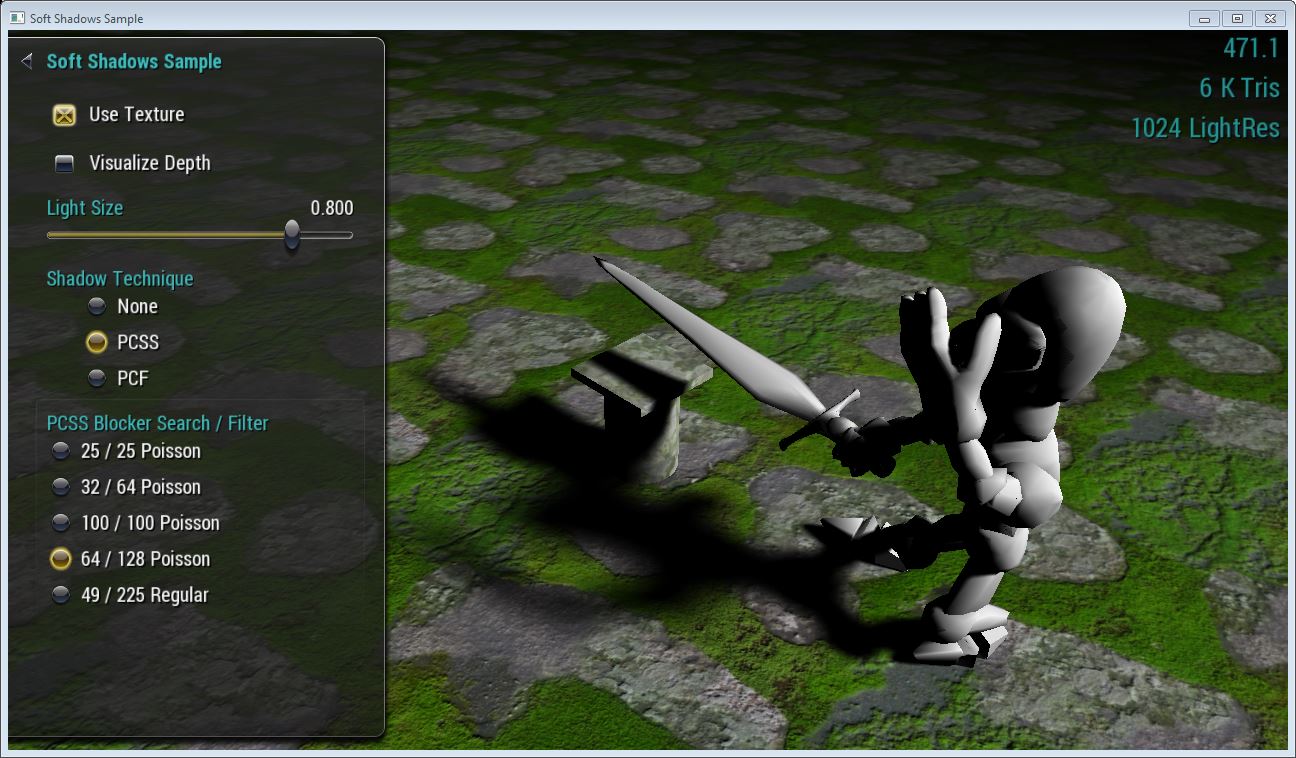 Soft Shadows Sample
Soft Shadows Sample
471.1
6 K Tris
1024 LightRes
Use Texture
Visualize Depth
Light Size 0.800
Shadow Technique
None
PCSS
PCF
PCSS Blocker Search / Filter
25 / 25 Poisson
32 / 64 Poisson
100 / 100 Poisson
64 / 128 Poisson
49 / 225 Regular